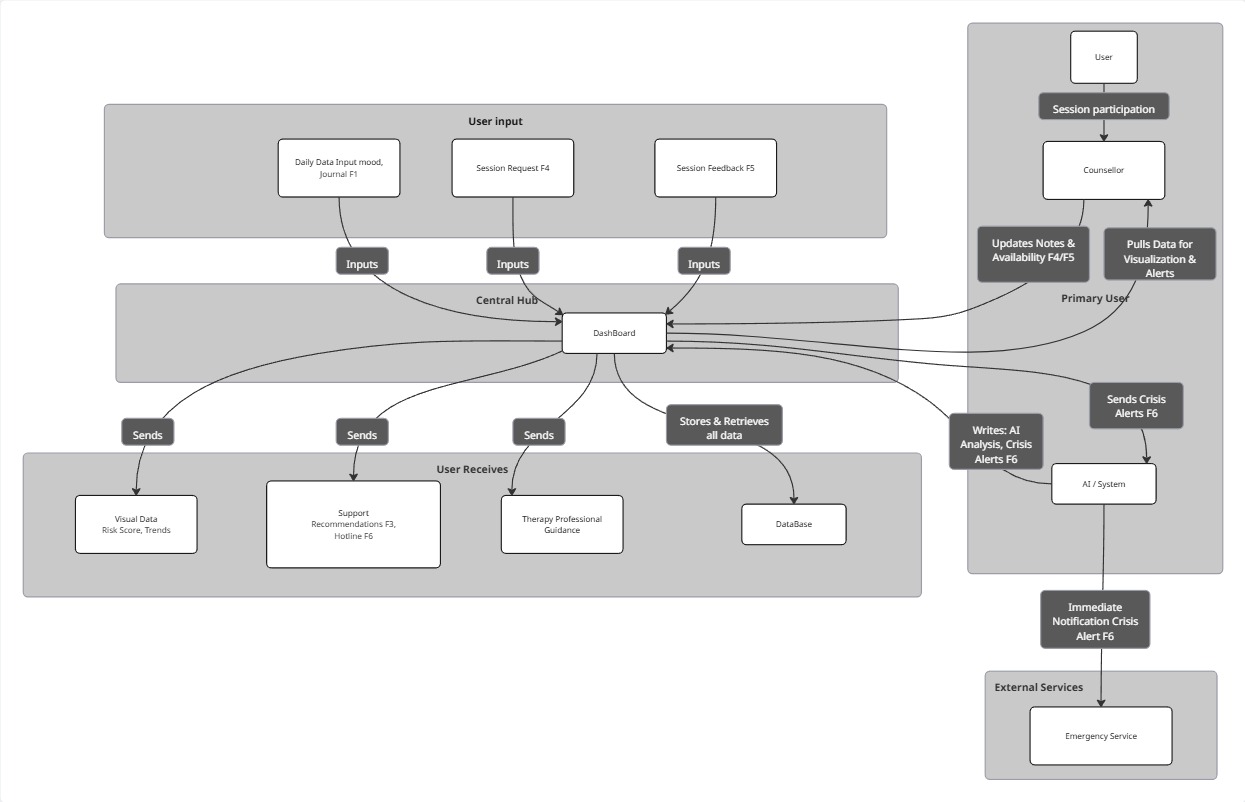 User
Session participation
Counsellor
User input
Daily Data Input mood,
Journal F1
Session Request F4
Session Feedback F5
Inputs
Inputs
Inputs
Updates Notes &
Availability F4/F5
Pulls Data for
Visualization &
Alerts
Primary User
Central Hub
DashBoard
Sends
Sends
Sends
Stores & Retrieves
all data
Sends Crisis
Alerts F6
Writes: AI
Analysis, Crisis
Alerts F6
AI / System
User Receives
Visual Data
Risk Score, Trends
Support
Recommendations F3,
Hotline F6
Therapy Professional
Guidance
DataBase
Immediate
Notification Crisis
Alert F6
External Services
Emergency Service